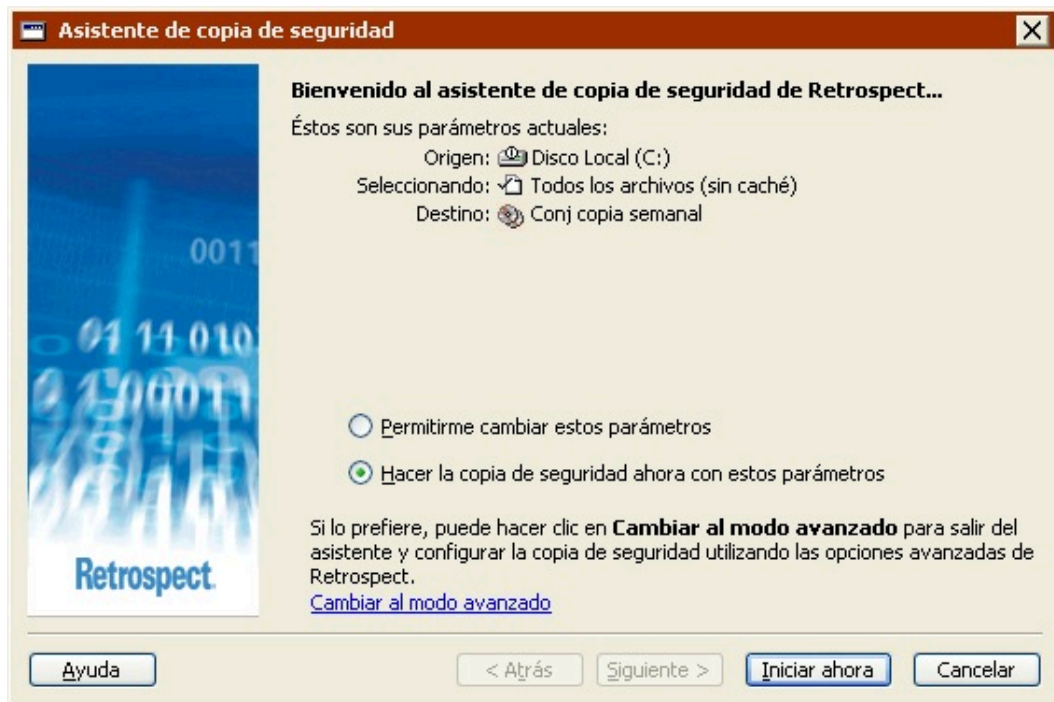 Asistente de copia de seguridad
Bienvenido al asistente de copia de seguridad de Retrospect...
Éstos son sus parámetros actuales:
Origen: Disco Local (C:)
Seleccionando: Todos los archivos (sin caché)
Destino: Conj copia semanal
0011
01 11 010
0 1 00011
Permitirme cambiar estos parámetros
Hacer la copia de seguridad ahora con estos parámetros
Si lo prefiere, puede hacer clic en Cambiar al modo avanzado para salir del
asistente y configurar la copia de seguridad utilizando las opciones avanzadas de
Retrospect.
Cambiar al modo avanzado
Retrospect.
Ayuda
< Atrás
Siguiente >
Iniciar ahora
Cancelar